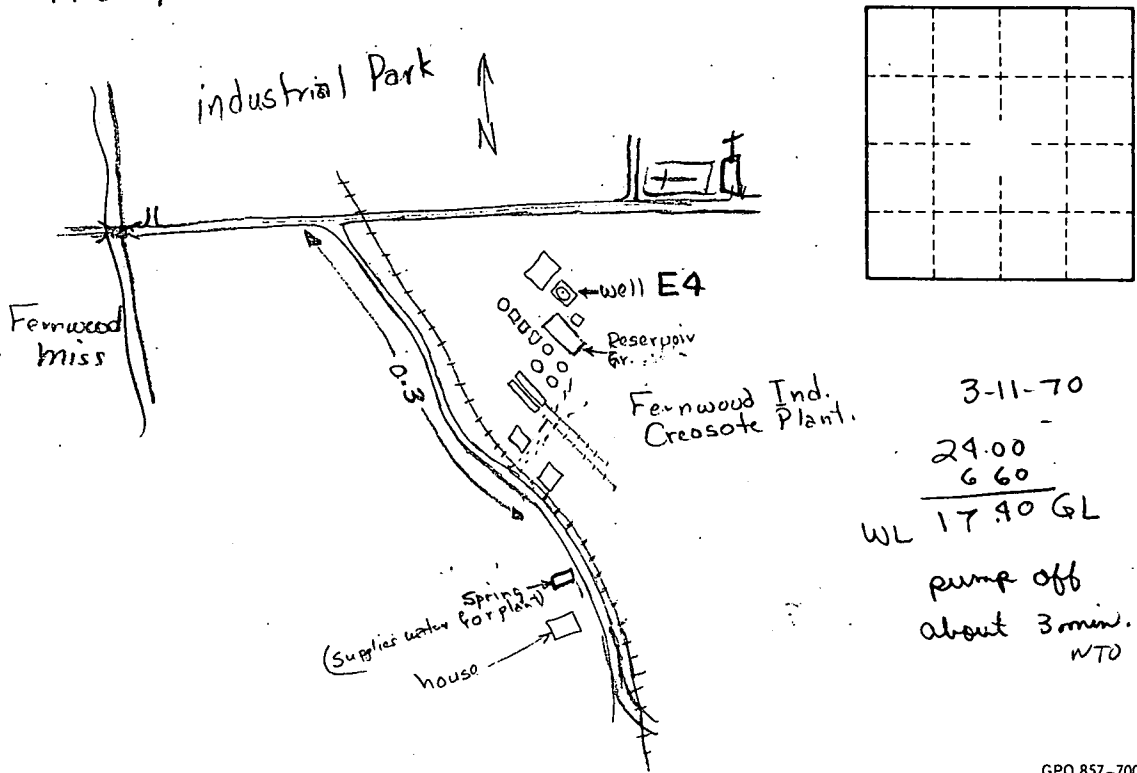 industrial Park
N
well E4
Reservoir
Gr.
Fernwood
Miss
0.3
Fernwood Ind.
Creosote Plant.
3-11-70
24.00
6 60
WL 17.40 GL
pump off
about 3 min.
WTO
Spring
(Supplies water for plant)
house
GPO 857-700